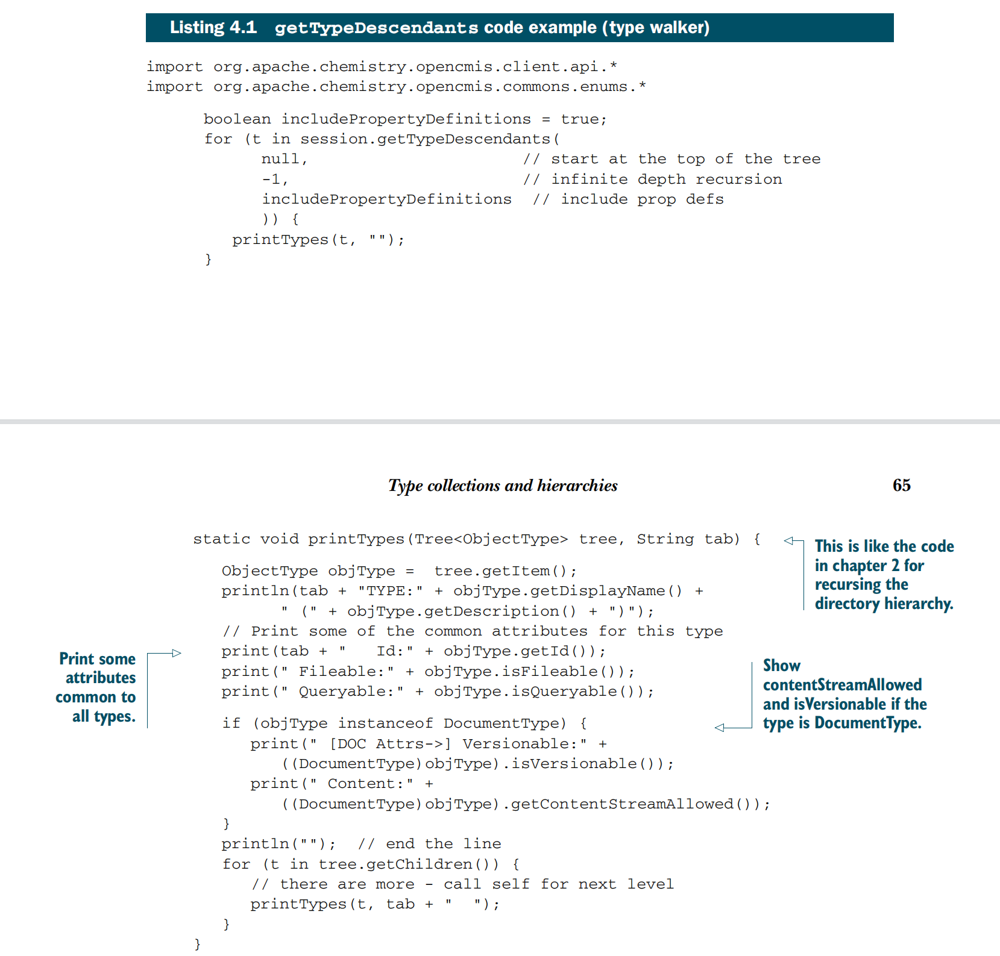 Listing 4.1 getTypeDescendants code example (type walker)
import org.apache.chemistry.opencmis.client.api.*
import org.apache.chemistry.opencmis.commons.enums.*
boolean includePropertyDefinitions = true;
for (t in session.getTypeDescendants(
null, // start at the top of the tree
-1, // infinite depth recursion
includePropertyDefinitions // include prop defs
)) {
printTypes(t, "");
}
Type collections and hierarchies 65
static void printTypes(Tree<ObjectType> tree, String tab) {
This is like the code
in chapter 2 for
recursing the
directory hierarchy.
ObjectType objType =  tree.getItem();
println(tab + "TYPE:" + objType.getDisplayName() +
" (" + objType.getDescription() + ")");
// Print some of the common attributes for this type
print(tab + "   Id:" + objType.getId());
print(" Fileable:" + objType.isFileable());
print(" Queryable:" + objType.isQueryable());
Print some
attributes
common to
all types.
Show
contentStreamAllowed
and isVersionable if the
type is DocumentType.
if (objType instanceof DocumentType) {
print(" [DOC Attrs->] Versionable:" +
((DocumentType)objType).isVersionable());
print(" Content:" +
((DocumentType)objType).getContentStreamAllowed());
}
println("");  // end the line
for (t in tree.getChildren()) {
// there are more - call self for next level
printTypes(t, tab + "  ");
}
}